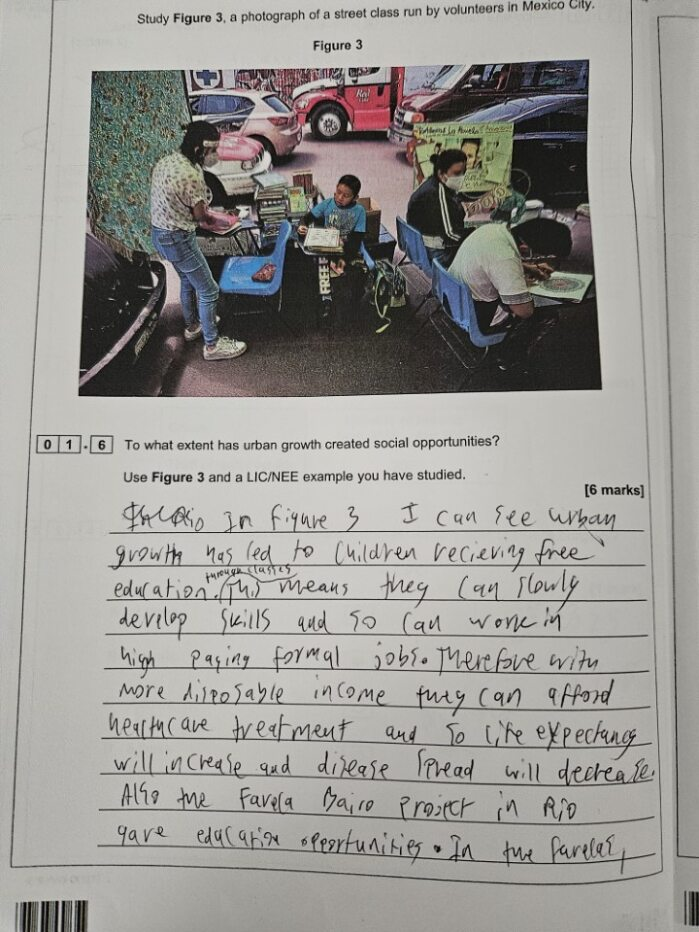 Study Figure 3, a photograph of a street class run by volunteers in Mexico City.
Figure 3
Red
0 1 . 6 To what extent has urban growth created social opportunities?
Use Figure 3 and a LIC/NEE example you have studied.
[6 marks]
In figure 3 I can see urban
growth has led to children recieving free
through classes
education. This means they can slowly
develop skills and so can work in
high paying formal jobs. Therefore with
more disposable income they can afford
healthcare treatment and so life expectancy
will increase and disease spread will decrease.
Also the Favela Bairo Project in Rio
gave education opportunities. In the favelas,